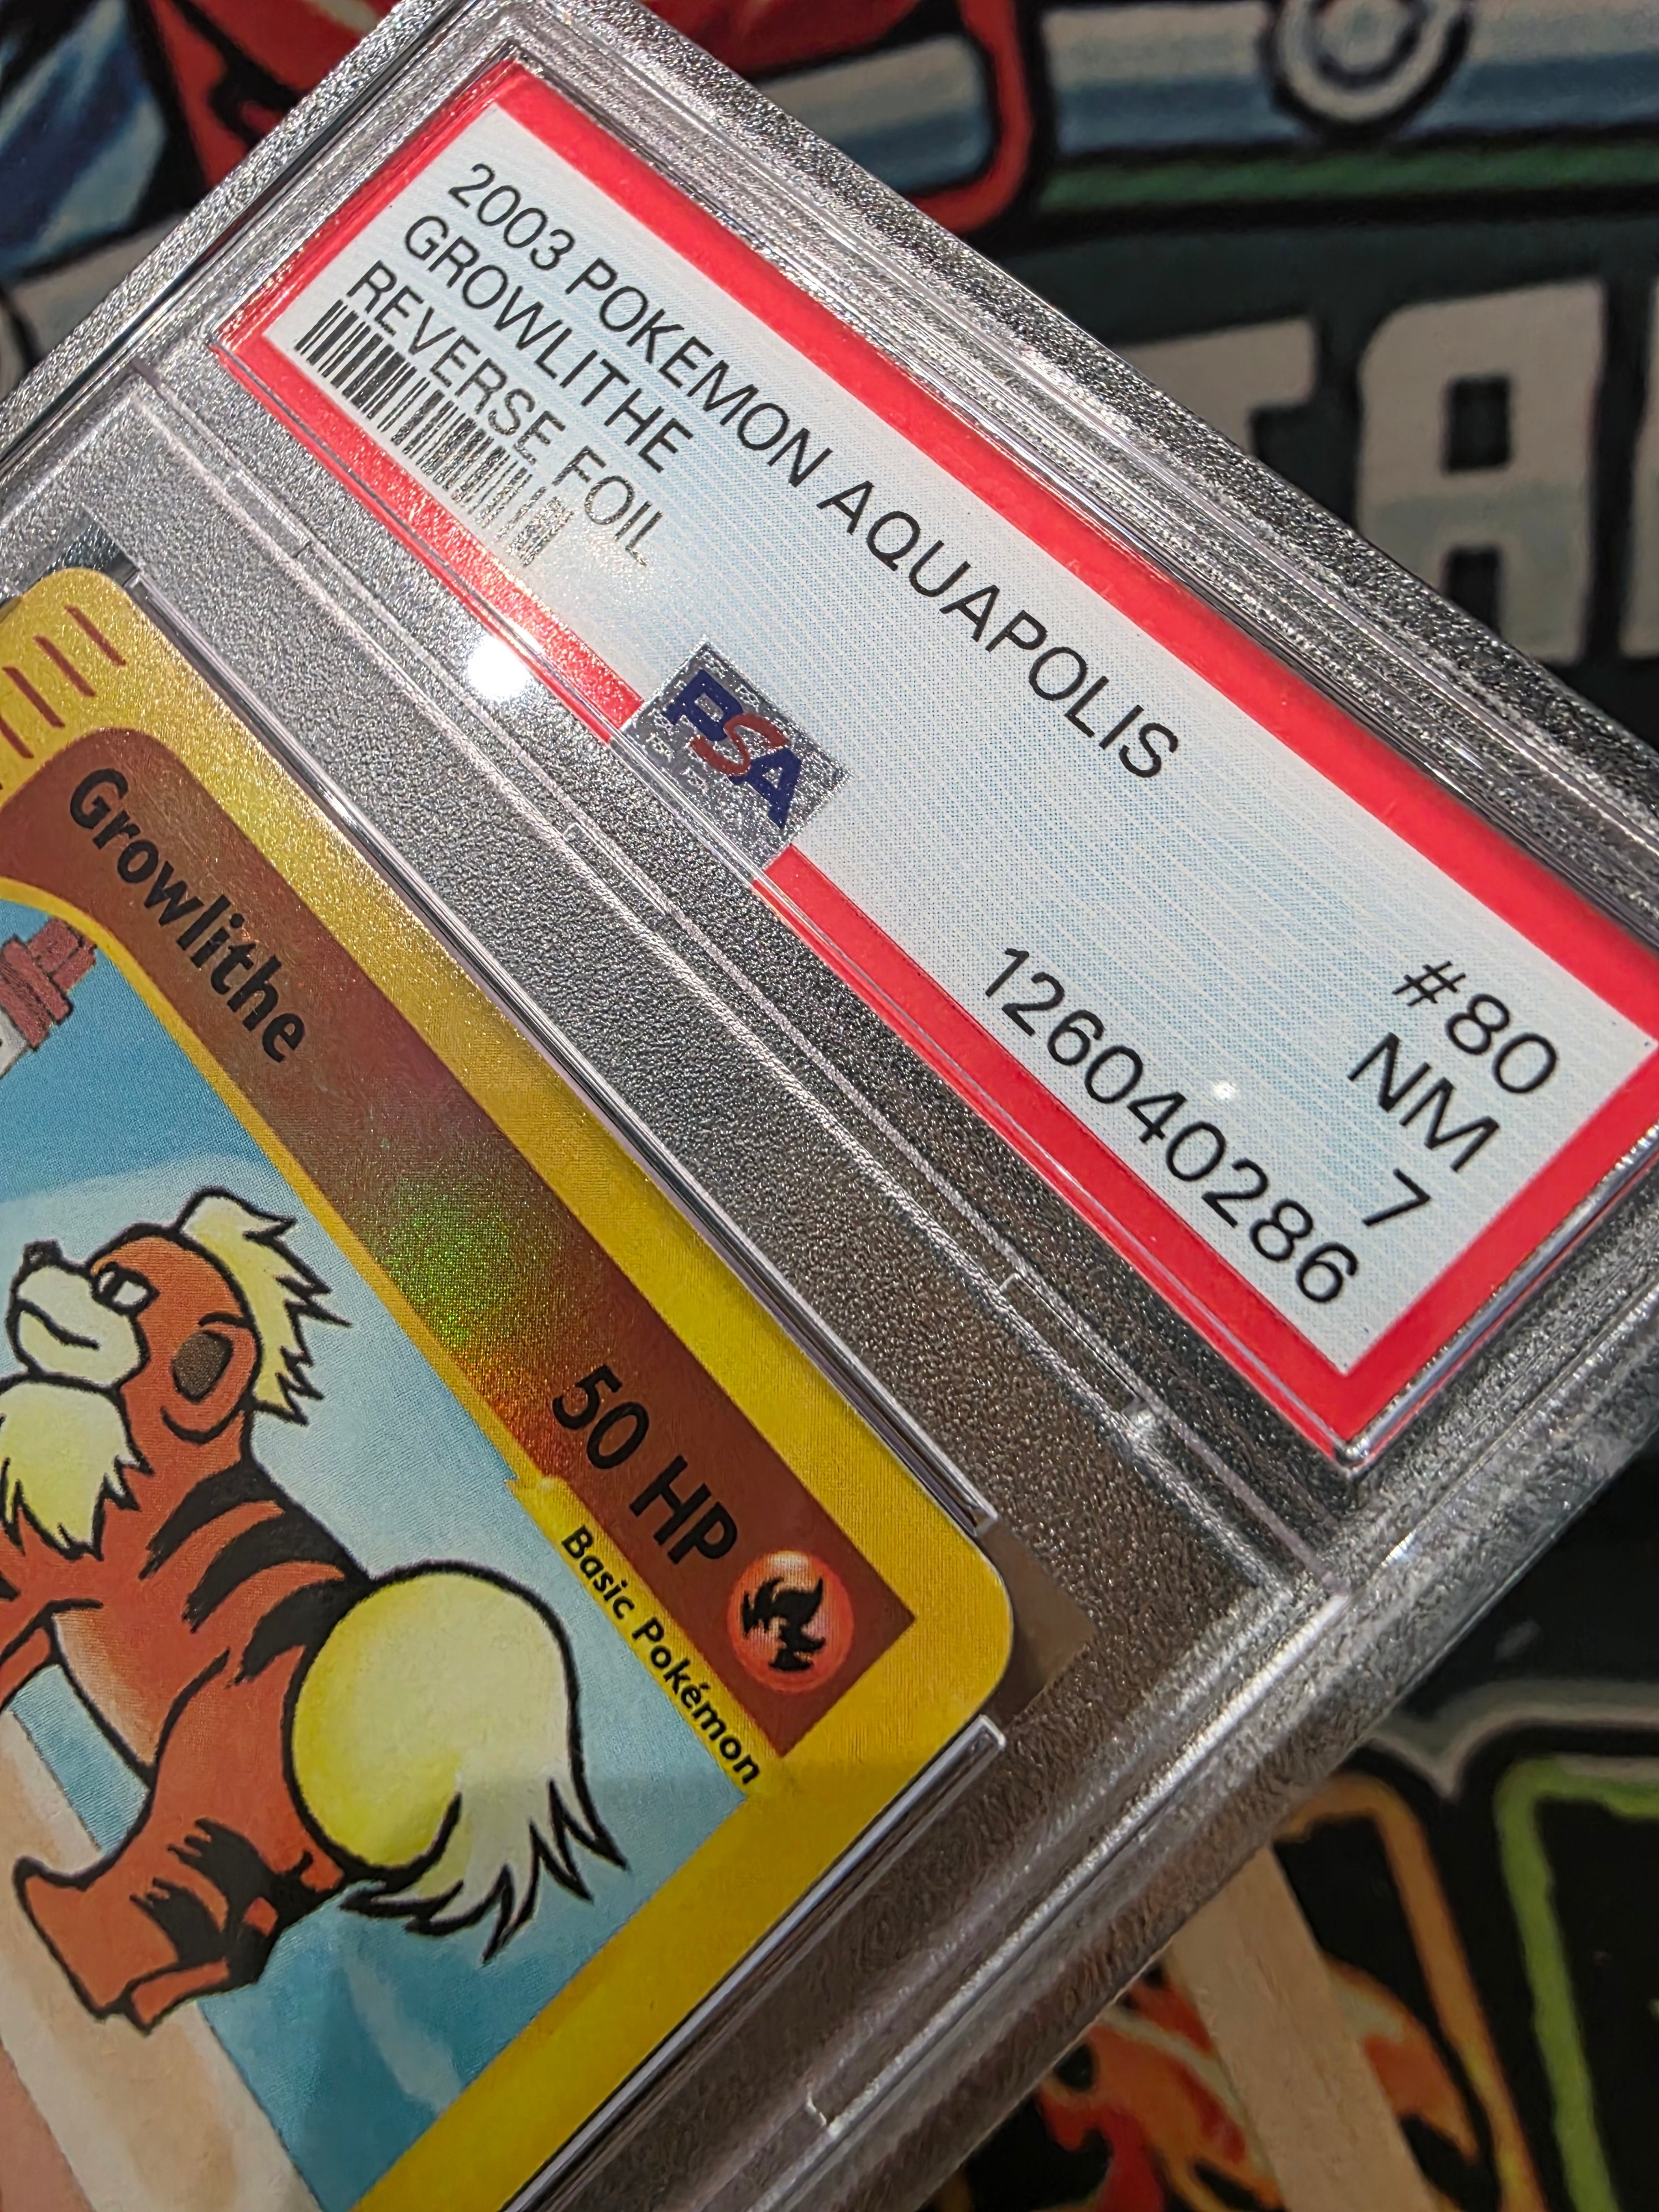 2003 POKEMON AQUAPOLIS
#80
GROWLITHE
NM
REVERSE FOIL
7
126040286
PSA
Growlithe
50 HP
Basic Pokémon